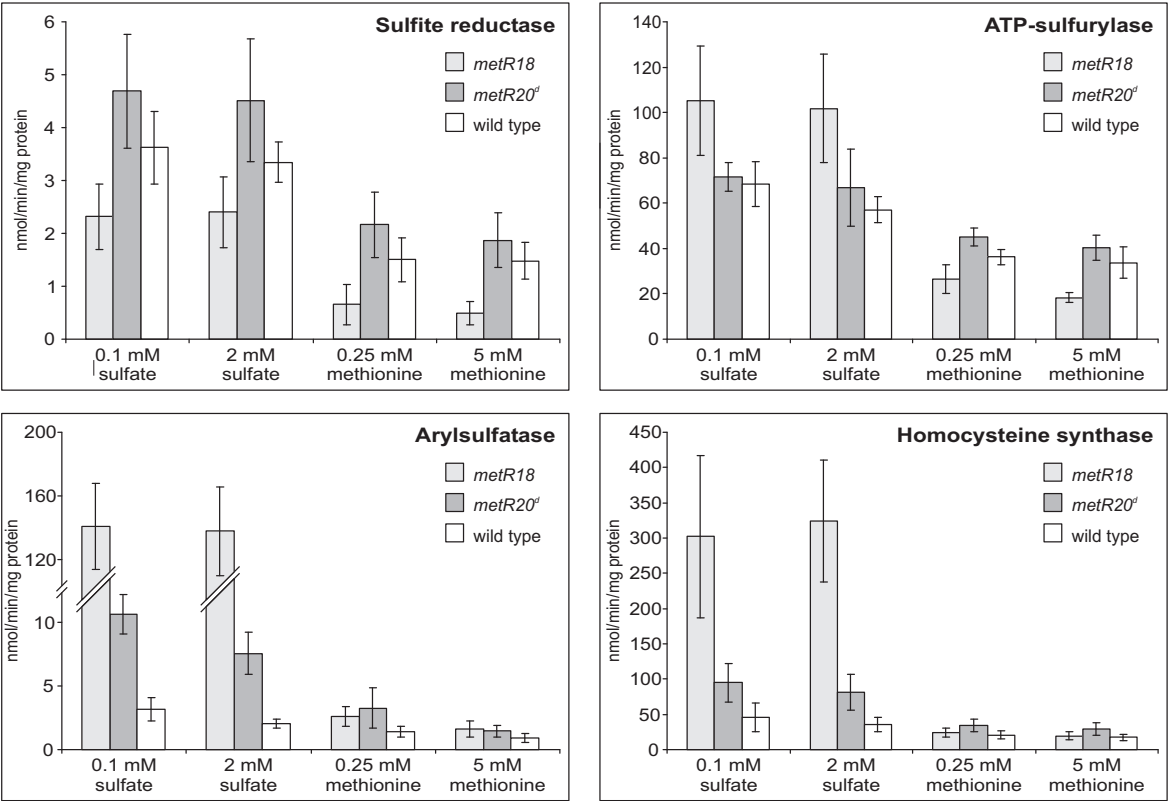 Sulfite reductase
nmol/min/mg protein
6
5
4
3
2
1
0
metR18
metR20ᵈ
wild type
0.1 mM
sulfate
2 mM
sulfate
0.25 mM
methionine
5 mM
methionine
ATP-sulfurylase
nmol/min/mg protein
140
120
100
80
60
40
20
0
metR18
metR20ᵈ
wild type
0.1 mM
sulfate
2 mM
sulfate
0.25 mM
methionine
5 mM
methionine
Arylsulfatase
nmol/min/mg protein
200
160
120
10
5
0
metR18
metR20ᵈ
wild type
0.1 mM
sulfate
2 mM
sulfate
0.25 mM
methionine
5 mM
methionine
Homocysteine synthase
nmol/min/mg protein
450
400
350
300
250
200
150
100
50
0
metR18
metR20ᵈ
wild type
0.1 mM
sulfate
2 mM
sulfate
0.25 mM
methionine
5 mM
methionine